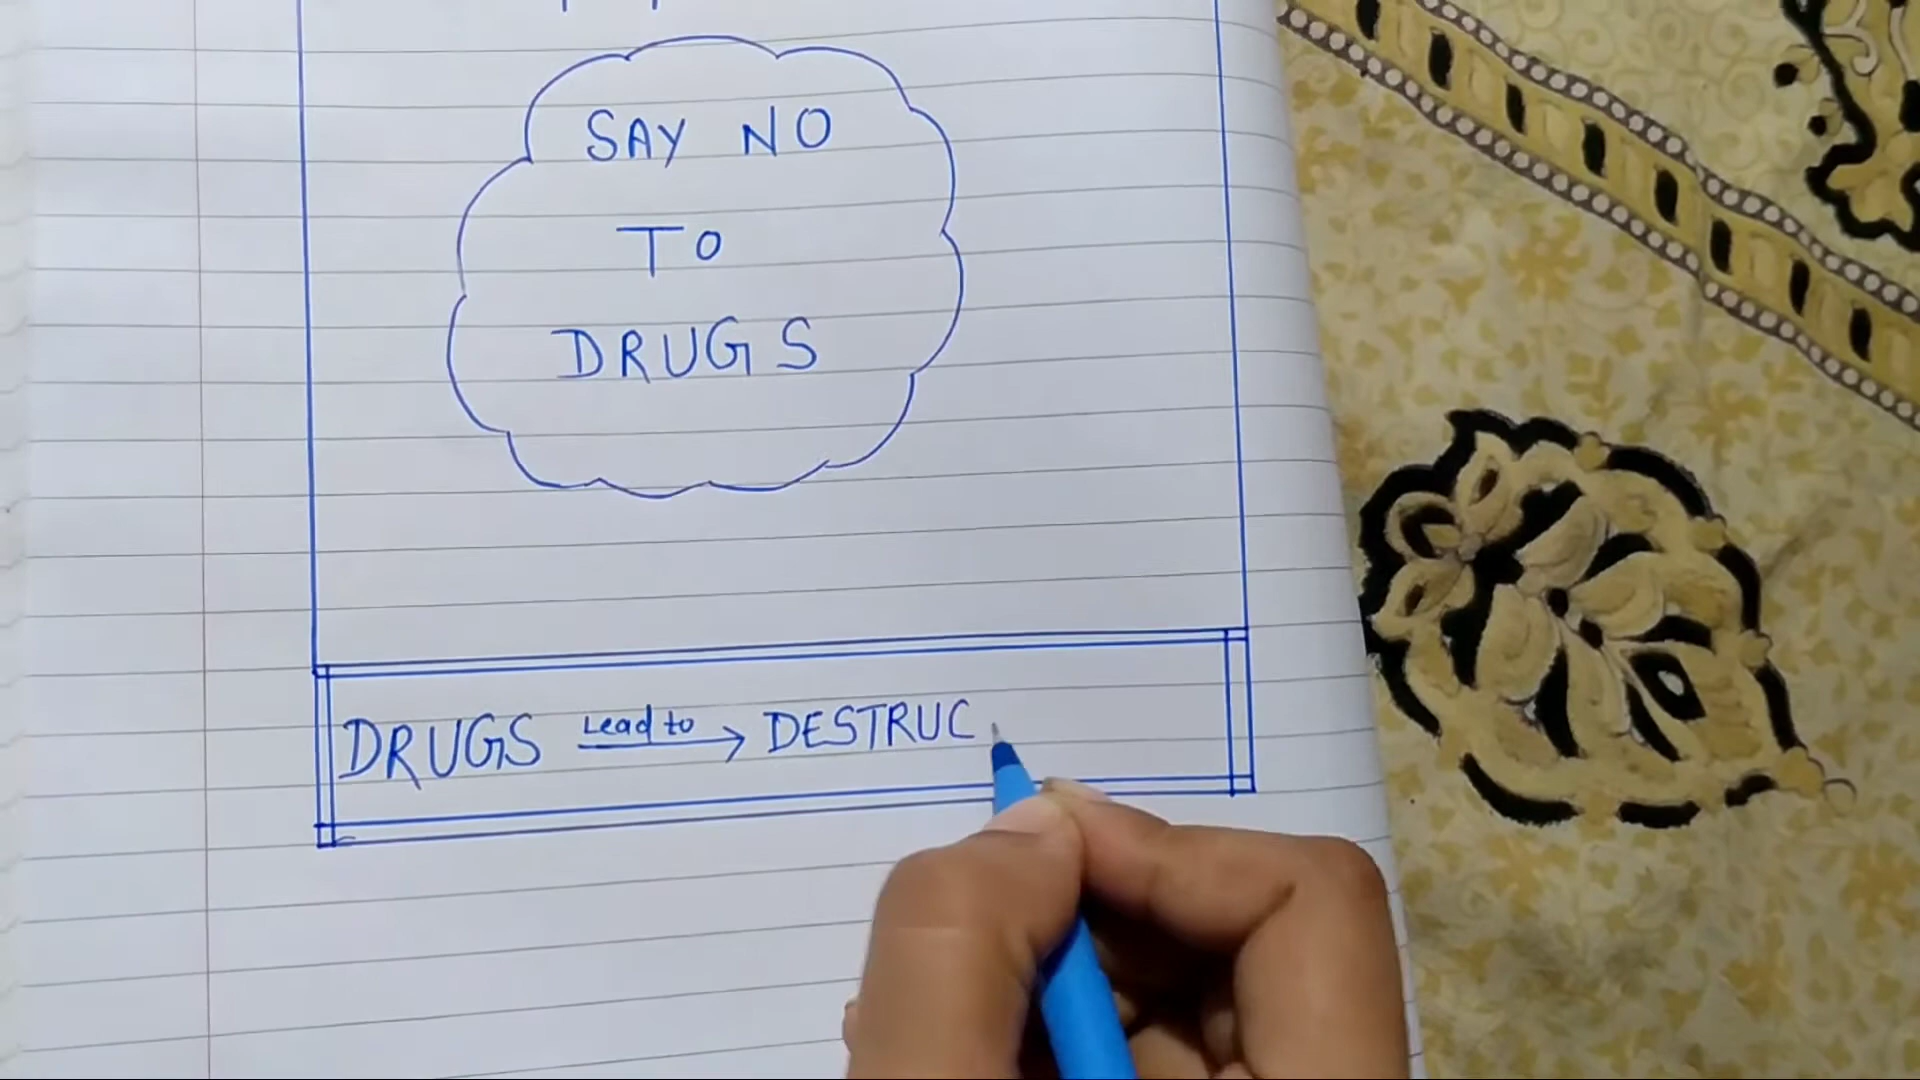 SAY NO
TO
DRUGS
DRUGS Lead to → DESTRUC